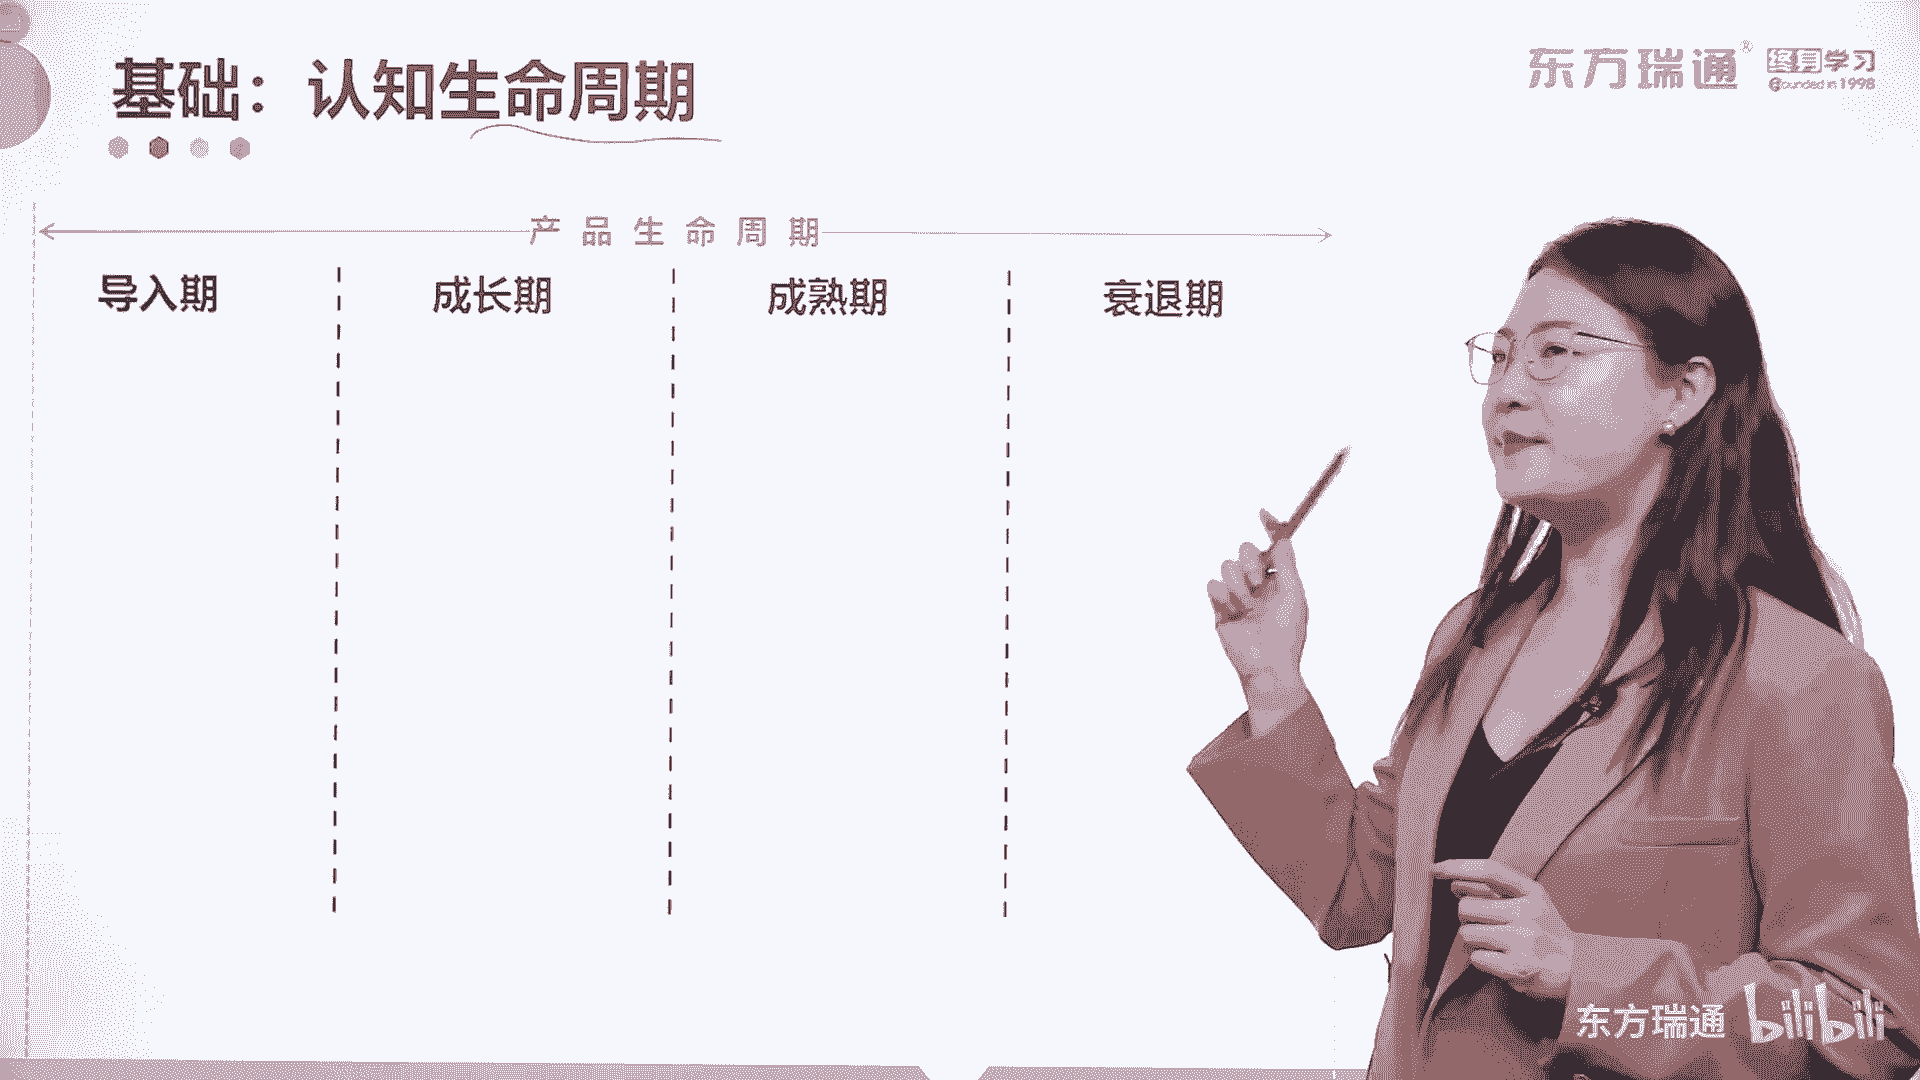 基础：认知生命周期
东方瑞通®
终身学习
Founded in 1998
产品生命周期
导入期
成长期
成熟期
衰退期
东方瑞通 bilibili